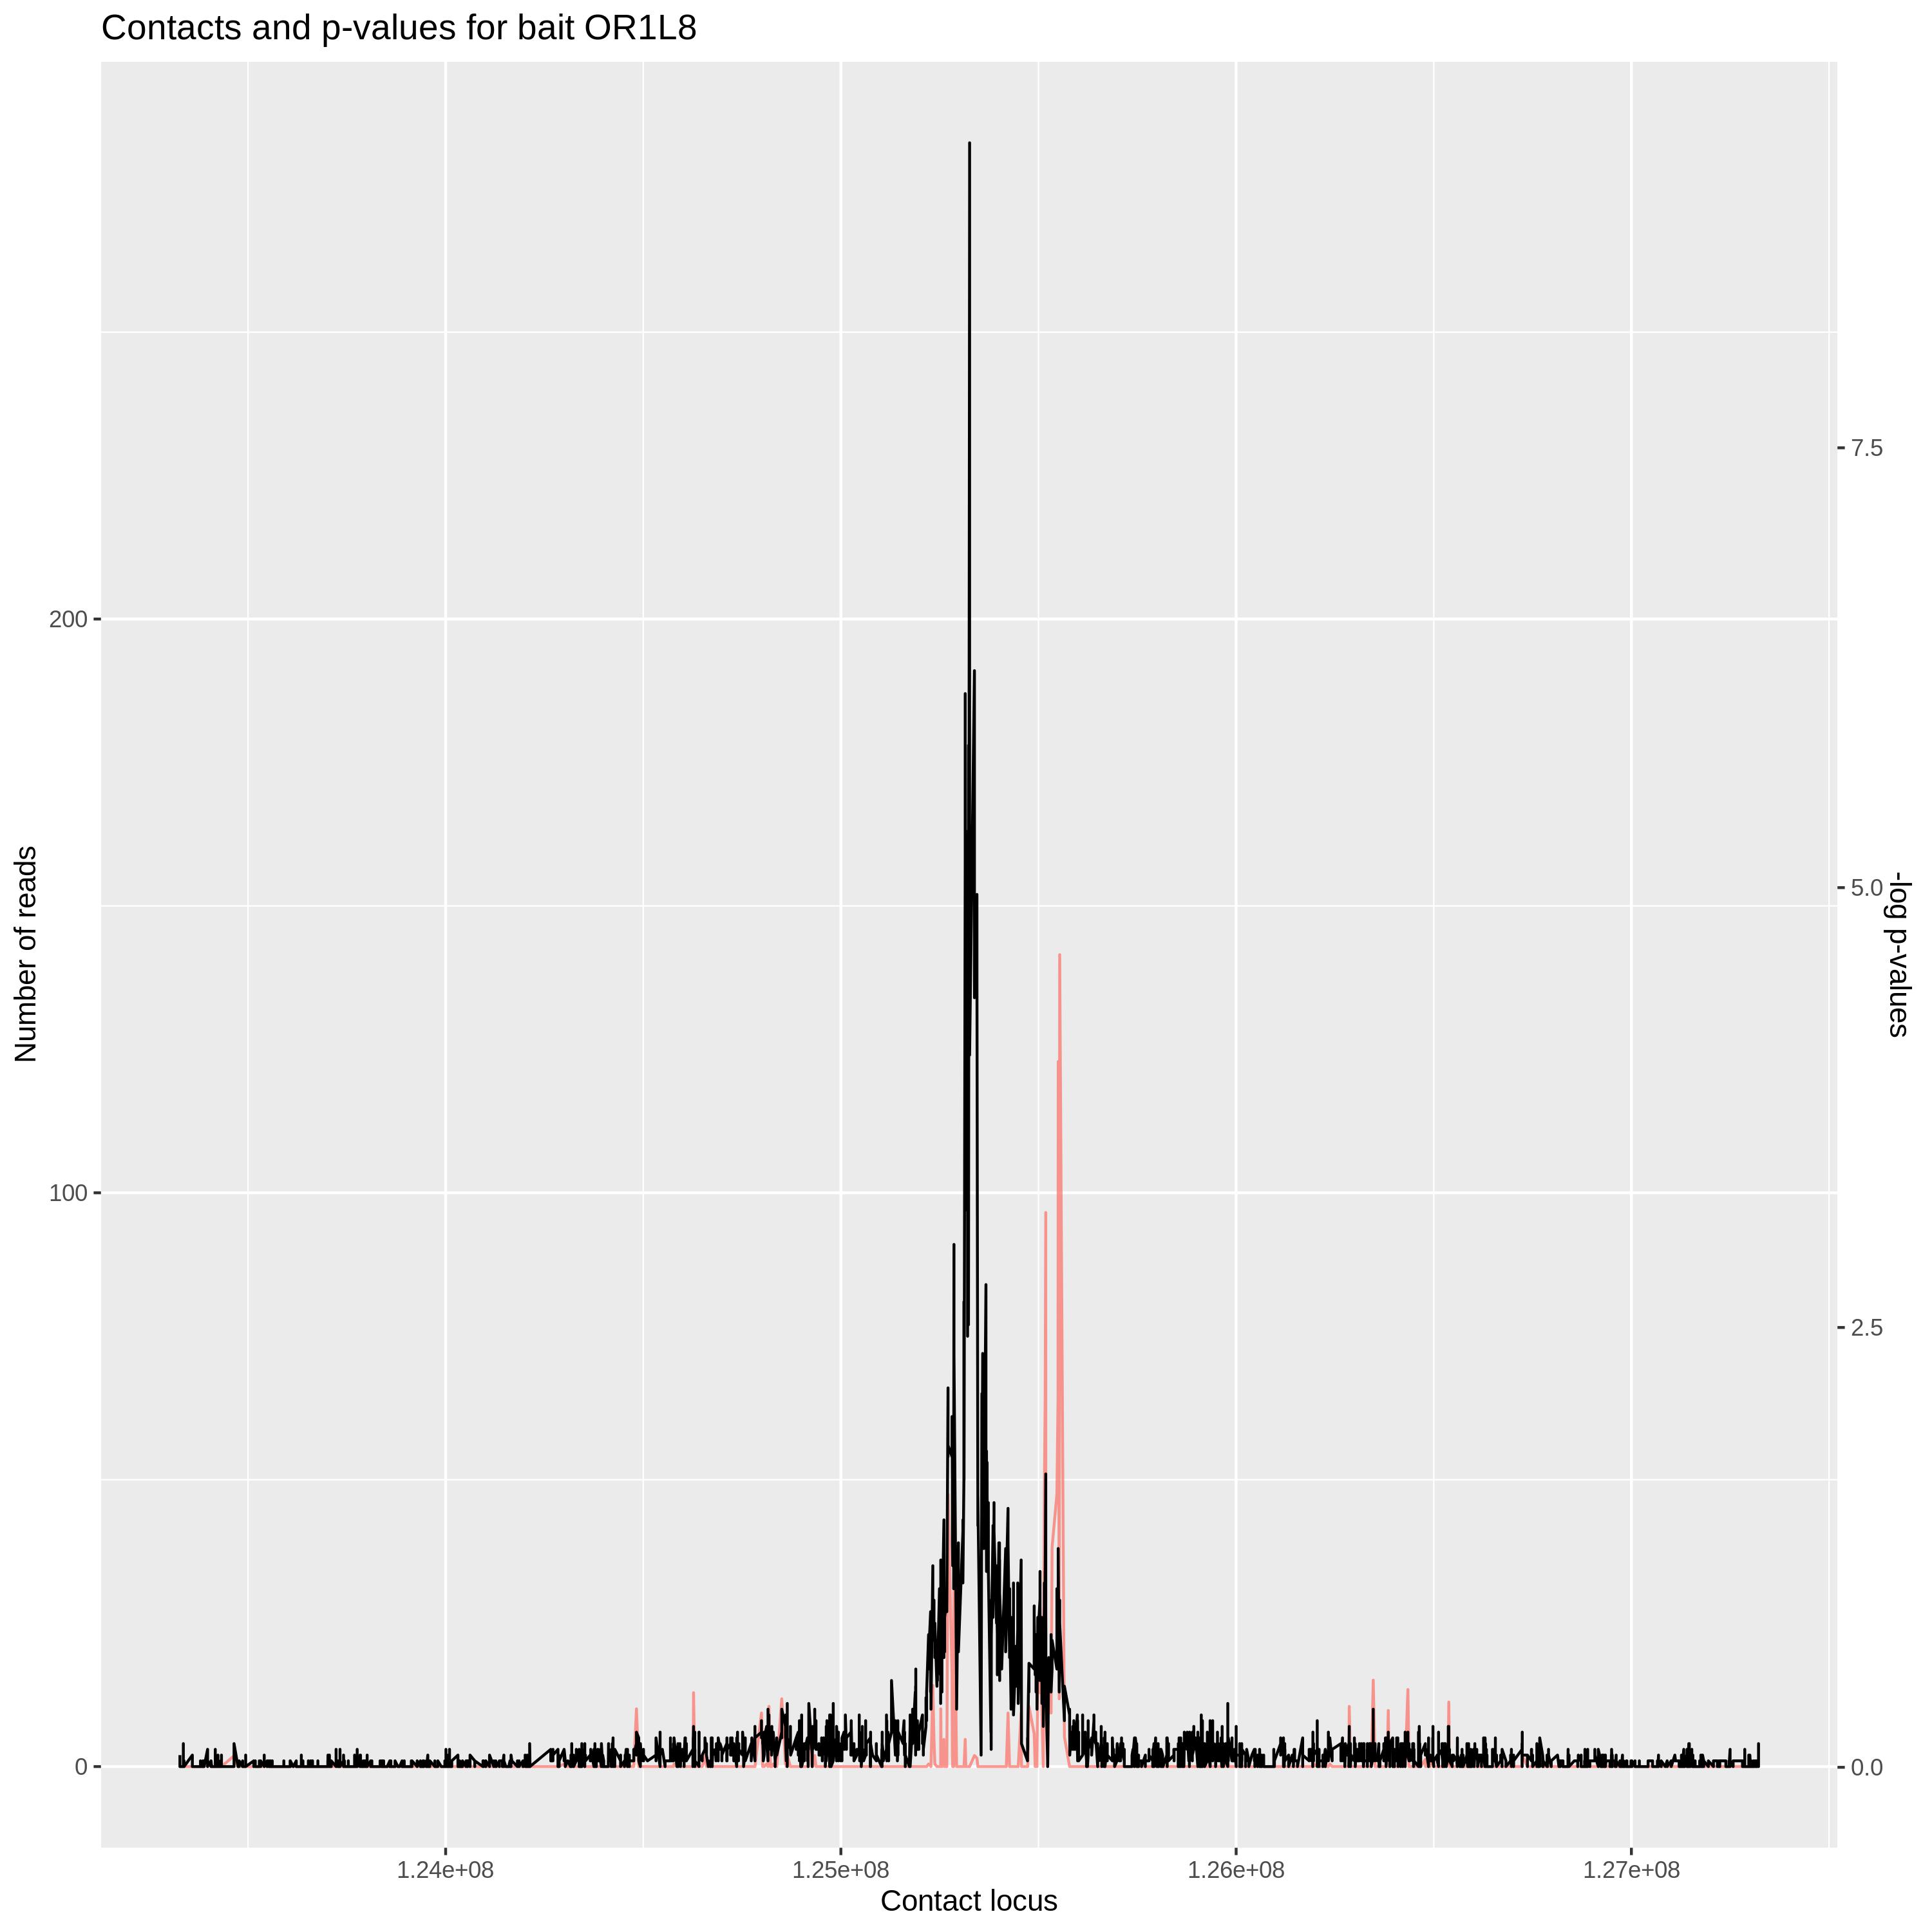 Contacts and p-values for bait OR1L8
Number of reads
200
100
0
7.5
5.0
2.5
0.0
-log p-values
1.24e+08
1.25e+08
1.26e+08
1.27e+08
Contact locus